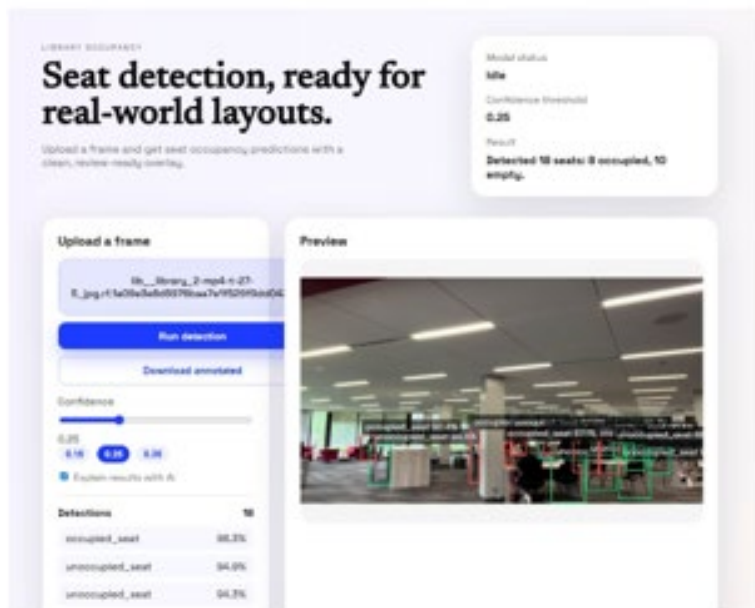 LIBRARY OCCUPANCY
Seat detection, ready for
real-world layouts.
Upload a frame and get seat occupancy predictions with a
clean, review-ready overlay.
Model status
Idle
Confidence threshold
0.25
Result
Detected 18 seats: 8 occupied, 10
empty.
Upload a frame
lib__library_2-mp4-t-27-
Run detection
Download annotated
Confidence
0.25
0.15 0.25 0.35
Explain results with AI
Detections 18
occupied_seat
unoccupied_seat 94.9%
unoccupied_seat 94.3%
Preview